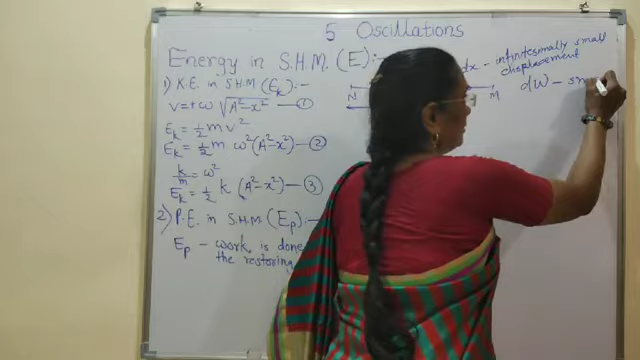 5 Oscillations
Energy in S.H.M. (E):-
1) K.E. in SHM (Ek):-
v = ±ω √(A²-x²) — ①
Ek = ½ m v²
Ek = ½ m ω² (A²-x²) — ②
k/m = ω²
Ek = ½ k (A²-x²) — ③
2) P.E. in S.H.M. (Ep):-
Ep - work is done
the restoring
dx - infinitesimally small
displacement
N
M
dW - sm